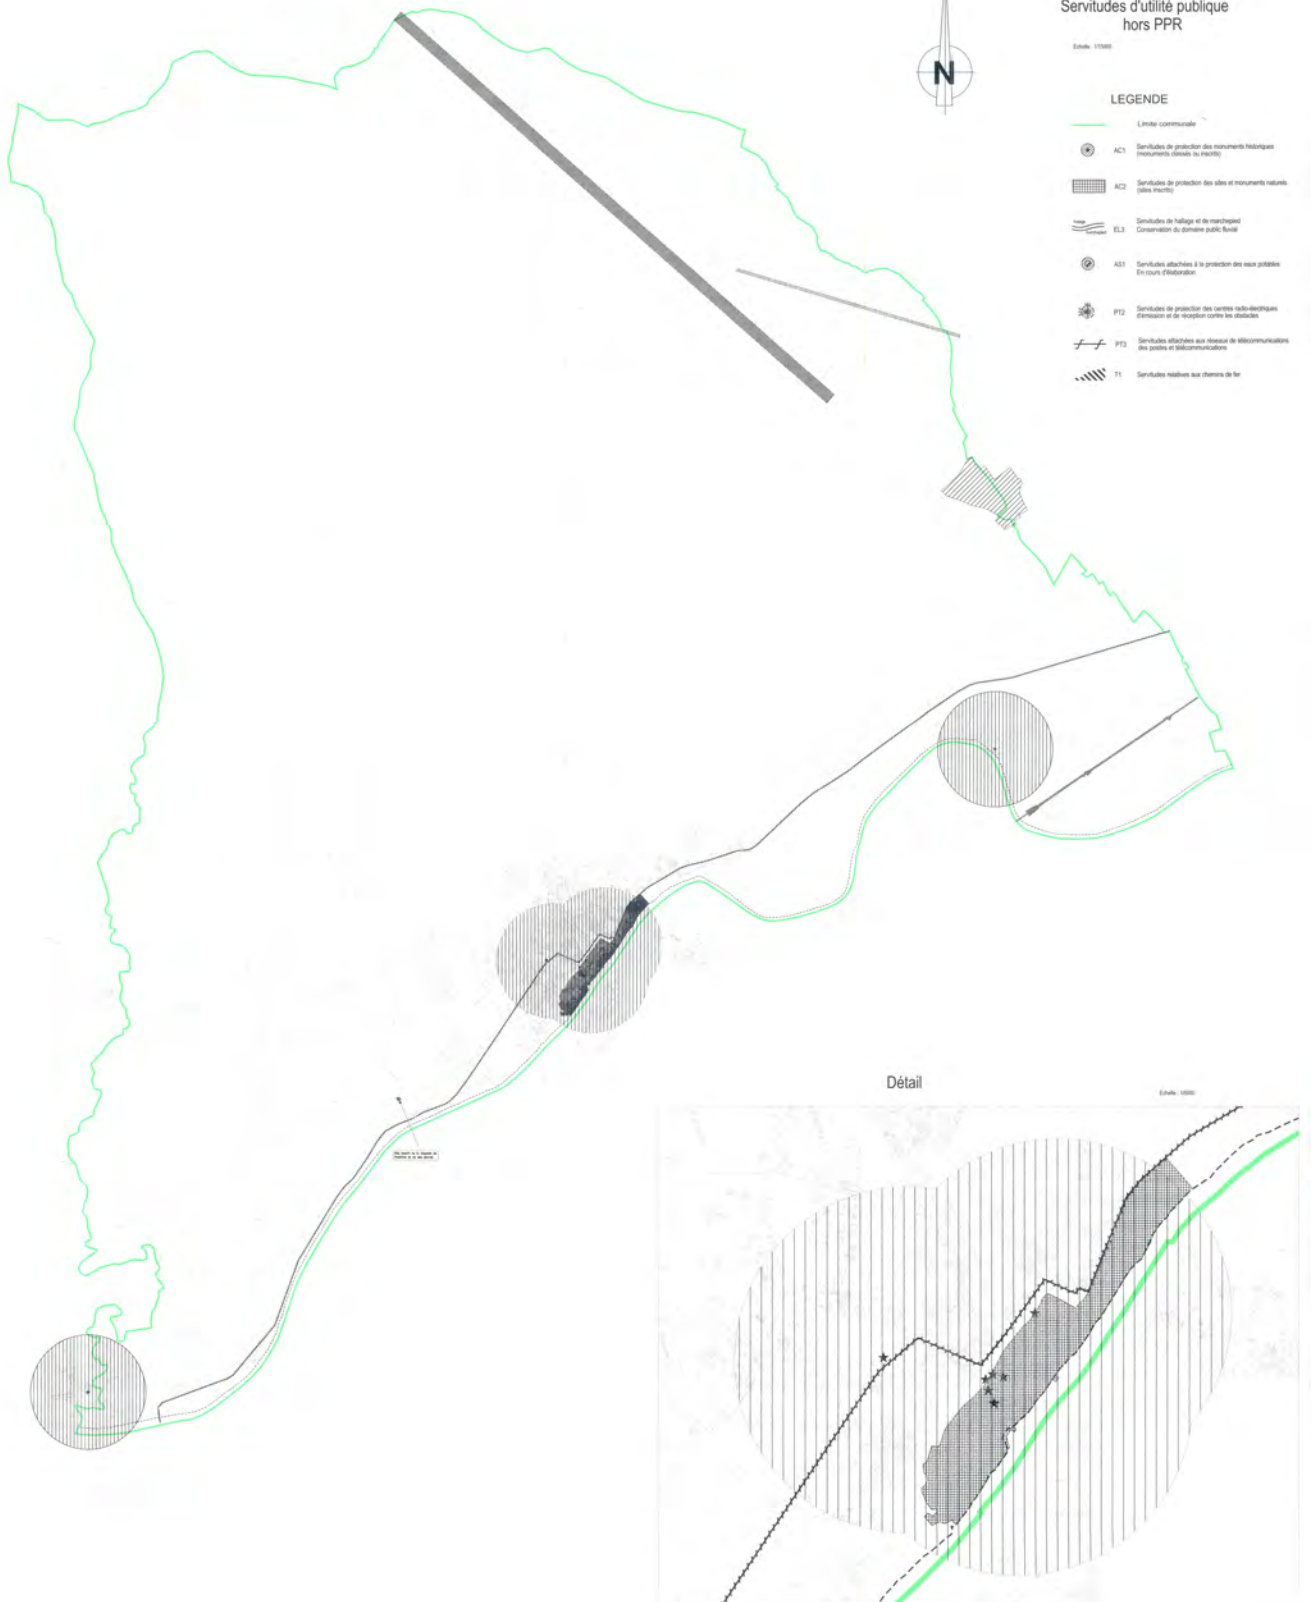 Servitudes d'utilité publique
hors PPR
LEGENDE
Limite communale
AC1 Servitudes de protection des monuments historiques
(monuments classés ou inscrits)
AC2 Servitudes de protection des sites et monuments naturels
(sites inscrits)
EL3 Servitudes de hallage et de marchepied
Conservation du domaine public fluvial
AS1 Servitudes attachées à la protection des eaux potables
En cours d'élaboration
PT2 Servitudes de protection des centres radio-électriques
d'émission et de réception contre les obstacles
PT3 Servitudes attachées aux réseaux de télécommunications
des postes et télécommunications
T1 Servitudes relatives aux chemins de fer
N
Détail